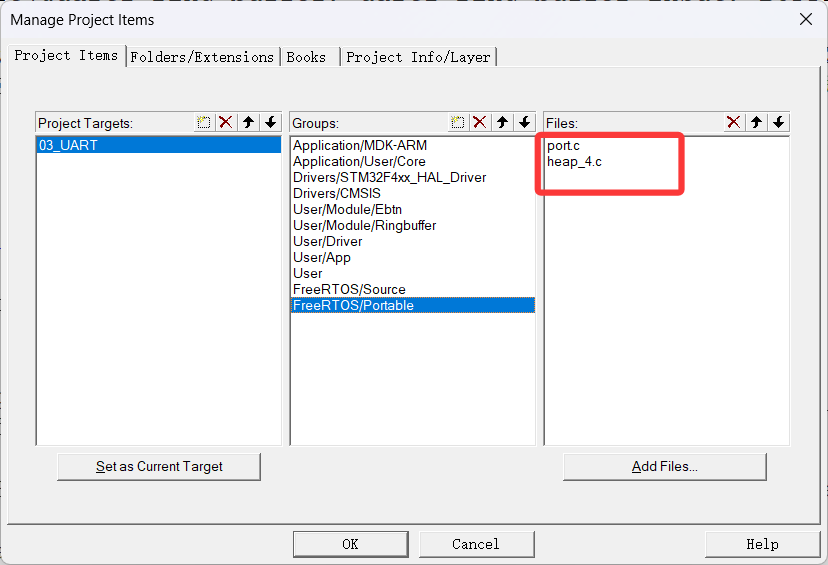 Manage Project Items
Project Items
Folders/Extensions
Books
Project Info/Layer
Project Targets:
03_UART
Set as Current Target
Groups:
Application/MDK-ARM
Application/User/Core
Drivers/STM32F4xx_HAL_Driver
Drivers/CMSIS
User/Module/Ebtn
User/Module/Ringbuffer
User/Driver
User/App
User
FreeRTOS/Source
FreeRTOS/Portable
Files:
port.c
heap_4.c
Add Files...
OK
Cancel
Help